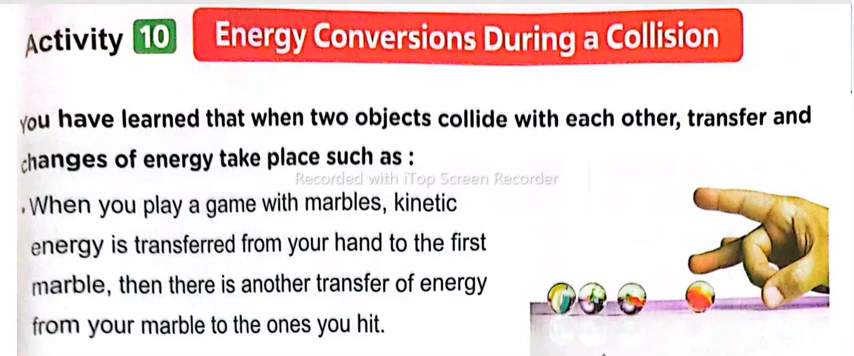 Activity 10 Energy Conversions During a Collision
You have learned that when two objects collide with each other, transfer and
changes of energy take place such as :
Recorded with iTop Screen Recorder
• When you play a game with marbles, kinetic
energy is transferred from your hand to the first
marble, then there is another transfer of energy
from your marble to the ones you hit.